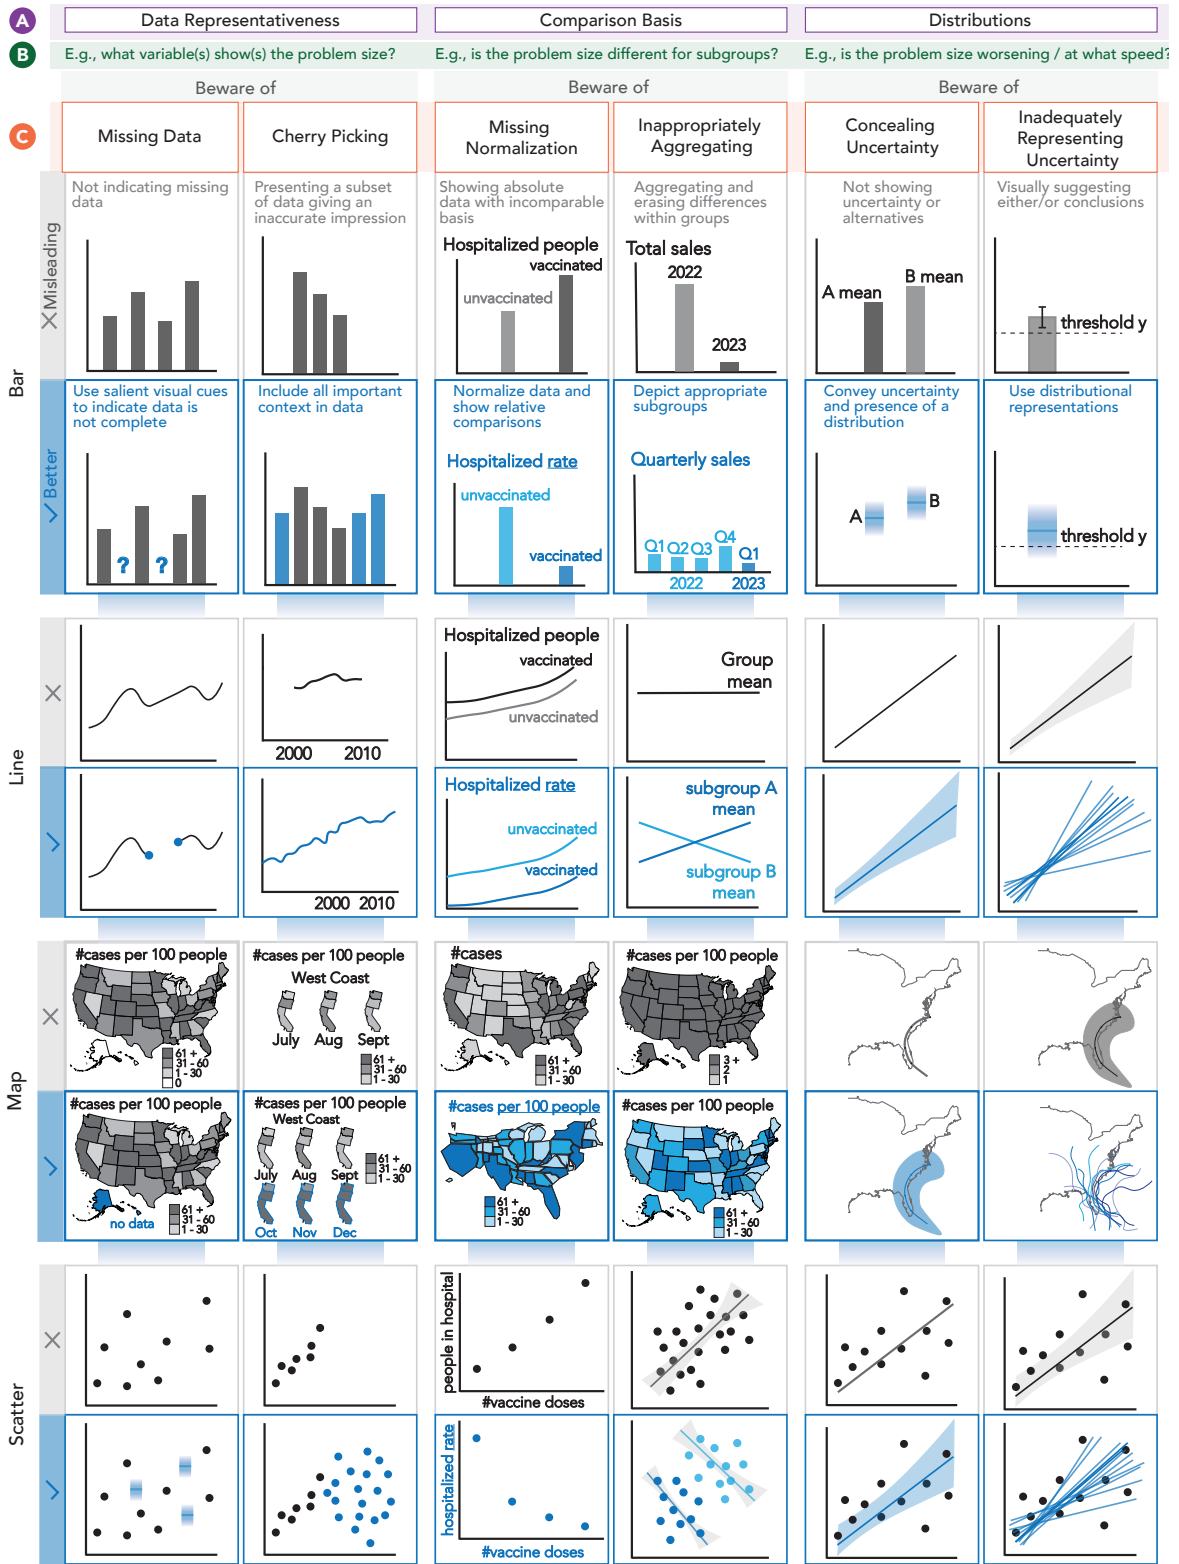 A
Data Representativeness
Comparison Basis
Distributions
B
E.g., what variable(s) show(s) the problem size?
E.g., is the problem size different for subgroups?
E.g., is the problem size worsening / at what speed?
Beware of
Beware of
Beware of
C
Missing Data
Cherry Picking
Missing
Normalization
Inappropriately
Aggregating
Concealing
Uncertainty
Inadequately
Representing
Uncertainty
Bar
Misleading
Not indicating missing
data
Presenting a subset
of data giving an
inaccurate impression
Showing absolute
data with incomparable
basis
Hospitalized people
vaccinated
unvaccinated
Aggregating and
erasing differences
within groups
Total sales
2022
2023
Not showing
uncertainty or
alternatives
A mean
B mean
Visually suggesting
either/or conclusions
threshold y
Better
Use salient visual cues
to indicate data is
not complete
? ?
Include all important
context in data
Normalize data and
show relative
comparisons
Hospitalized rate
unvaccinated
vaccinated
Depict appropriate
subgroups
Quarterly sales
Q1 Q2 Q3 Q4 Q1
2022 2023
Convey uncertainty
and presence of a
distribution
A
B
Use distributional
representations
threshold y
Line
2000 2010
Hospitalized people
vaccinated
unvaccinated
Group
mean
2000 2010
Hospitalized rate
unvaccinated
vaccinated
subgroup A
mean
subgroup B
mean
Map
#cases per 100 people
61 +
31 - 60
1 - 30
0
#cases per 100 people
West Coast
July Aug Sept
61 +
31 - 60
1 - 30
#cases
61 +
31 - 60
1 - 30
#cases per 100 people
3 +
2
1
#cases per 100 people
no data
61 +
31 - 60
1 - 30
#cases per 100 people
West Coast
July Aug Sept
61 +
31 - 60
1 - 30
Oct Nov Dec
#cases per 100 people
61 +
31 - 60
1 - 30
#cases per 100 people
61 +
31 - 60
1 - 30
Scatter
people in hospital
#vaccine doses
hospitalized rate
#vaccine doses